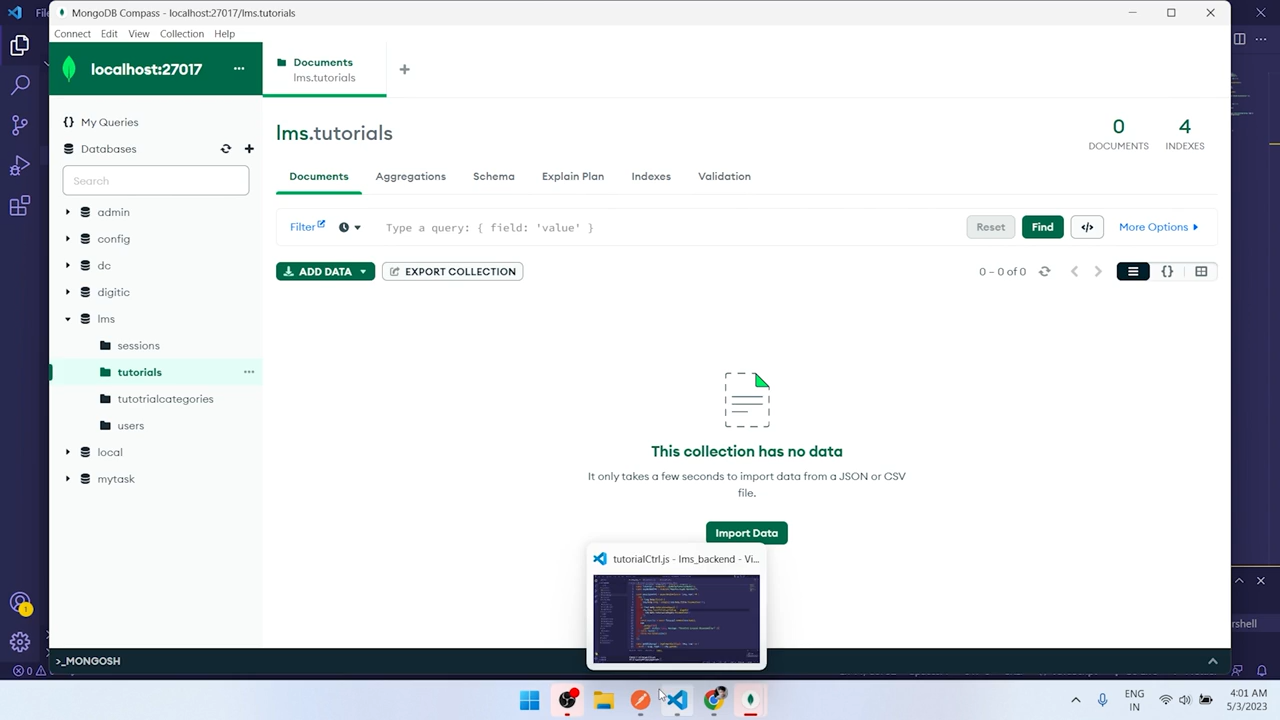 Fil
MongoDB Compass - localhost:27017/lms.tutorials
Connect Edit View Collection Help
localhost:27017
Documents
lms.tutorials
My Queries
Databases
Search
admin
config
dc
digitic
lms
sessions
tutorials
tutotrialcategories
users
local
mytask
lms.tutorials
0
DOCUMENTS
4
INDEXES
Documents Aggregations Schema Explain Plan Indexes Validation
Filter
Type a query: { field: 'value' }
Reset
Find
More Options
ADD DATA
EXPORT COLLECTION
0 – 0 of 0
This collection has no data
It only takes a few seconds to import data from a JSON or CSV
file.
Import Data
tutorialCtrl.js - lms_backend - Vi...
1
shell
ENG
IN
4:01 AM
5/3/2023